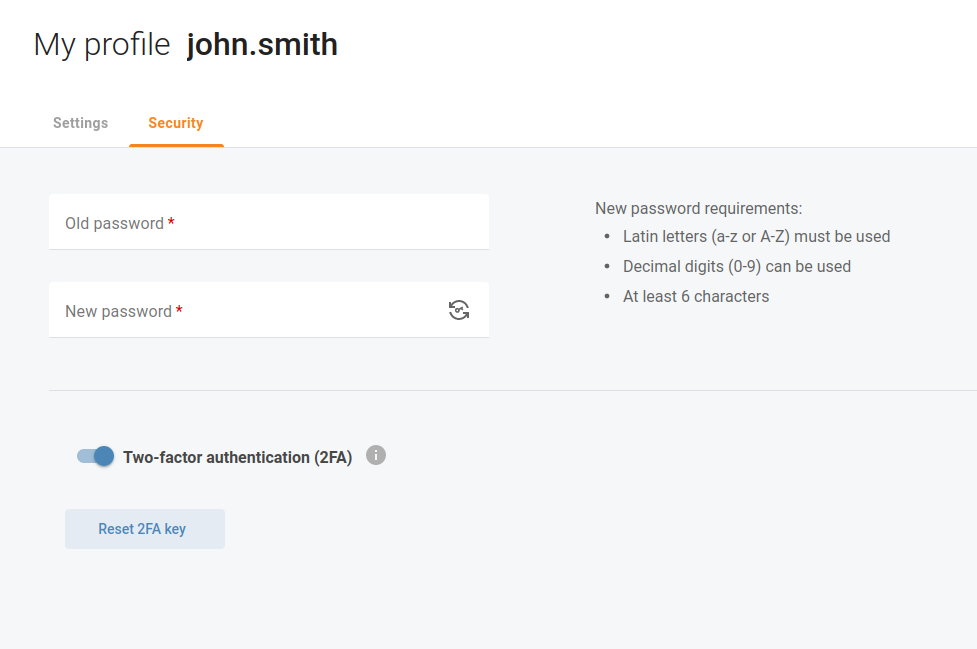 My profile john.smith
Settings Security
Old password *
New password *
New password requirements:
• Latin letters (a-z or A-Z) must be used
• Decimal digits (0-9) can be used
• At least 6 characters
Two-factor authentication (2FA) i
Reset 2FA key